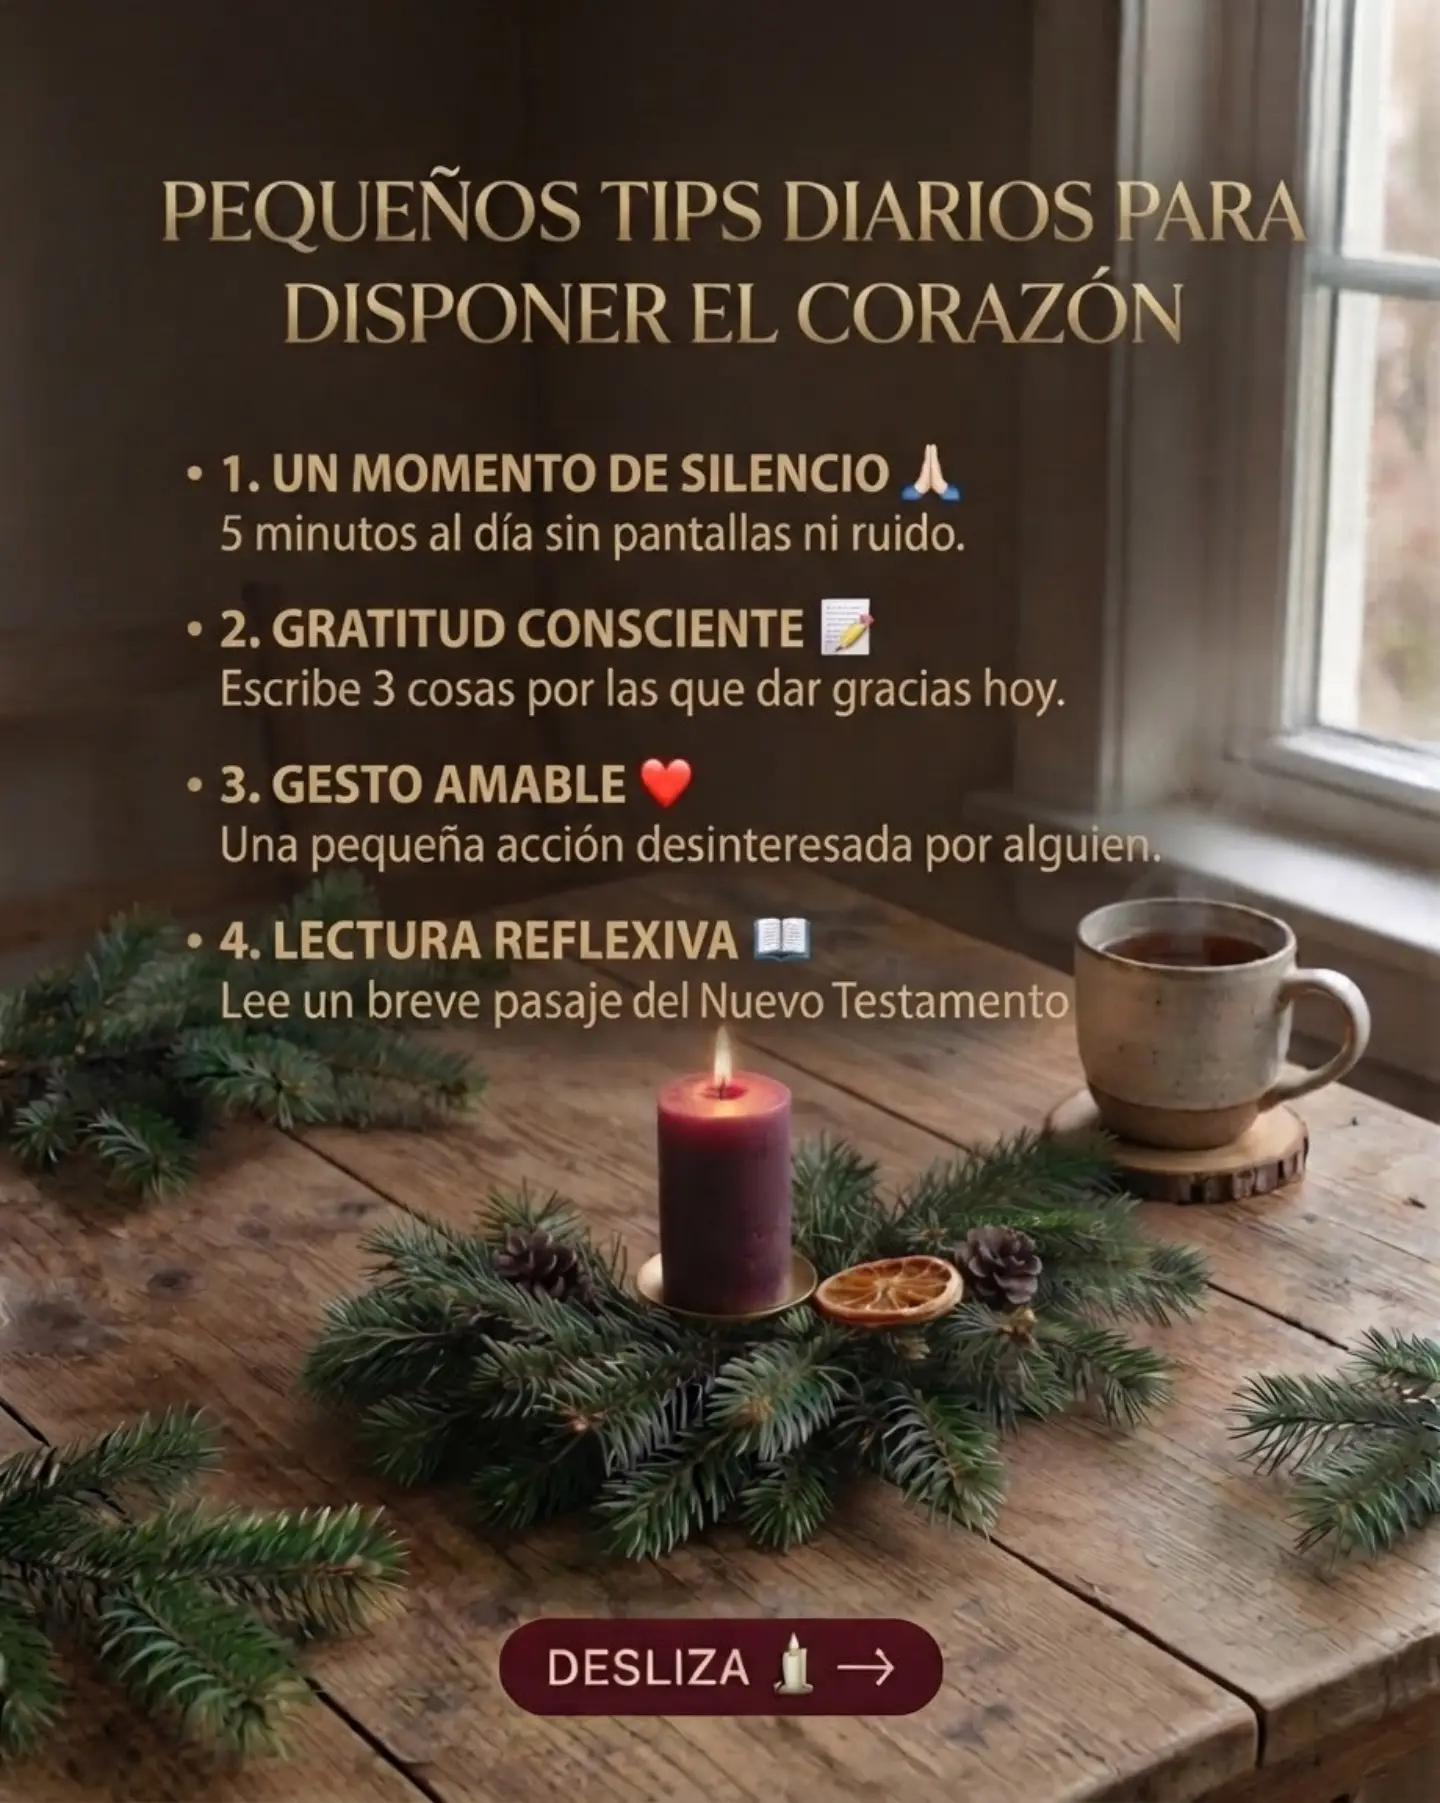 PEQUEÑOS TIPS DIARIOS PARA
DISPONER EL CORAZÓN
• 1. UN MOMENTO DE SILENCIO 🙏🏻
5 minutos al día sin pantallas ni ruido.
• 2. GRATITUD CONSCIENTE 📝
Escribe 3 cosas por las que dar gracias hoy.
• 3. GESTO AMABLE ❤️
Una pequeña acción desinteresada por alguien.
• 4. LECTURA REFLEXIVA 📖
Lee un breve pasaje del Nuevo Testamento
DESLIZA 🕯️ →